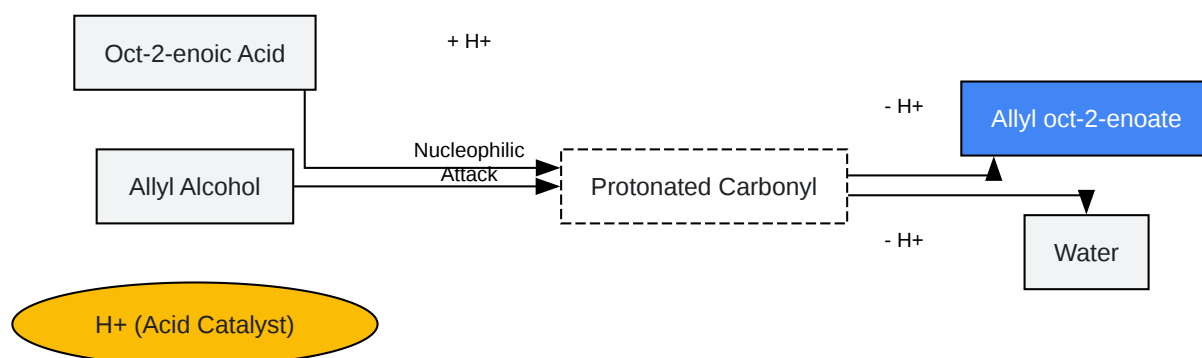 Oct-2-enoic Acid
+ H+
- H+
Allyl oct-2-enoate
Nucleophilic
Attack
Allyl Alcohol
Protonated Carbonyl
- H+
Water
H+ (Acid Catalyst)